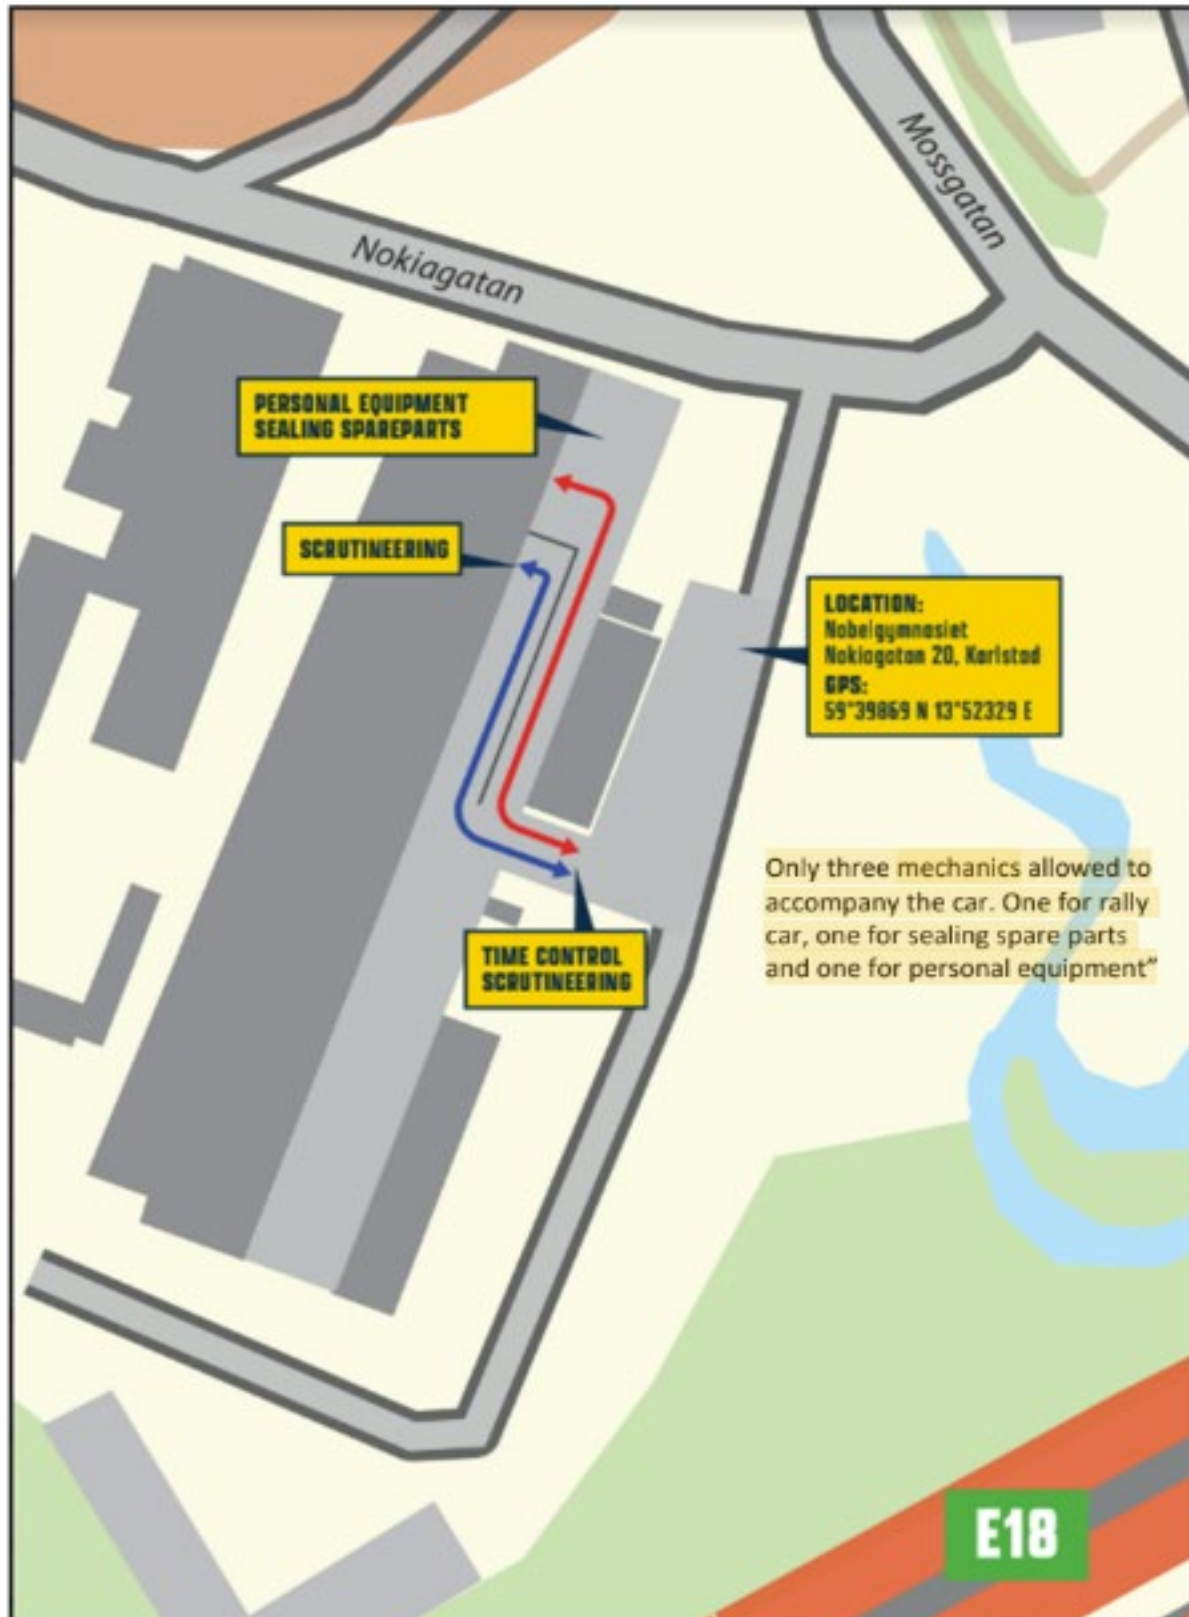 Mossgatan
Nokiagatan
PERSONAL EQUIPMENT
SEALING SPAREPARTS
SCRUTINEERING
LOCATION:
Nobelgymnasiet
Nokiagatan 20, Karlstad
GPS:
59°39869 N 13°52329 E
Only three mechanics allowed to
accompany the car. One for rally
car, one for sealing spare parts
and one for personal equipment”
TIME CONTROL
SCRUTINEERING
E18